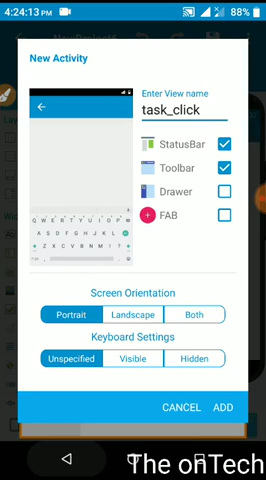 4:24:13 PM
88%
New Activity
Enter View name
task_click
StatusBar
Toolbar
Drawer
FAB
Q W E R T Y U I O P
A S D F G H J K L
Z X C V B N M ! ?
Screen Orientation
Portrait Landscape Both
Keyboard Settings
Unspecified Visible Hidden
CANCEL ADD
The onTech